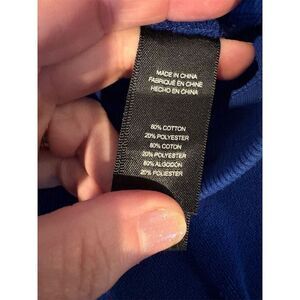 MADE IN CHINA
FABRIQUÉ EN CHINE
HECHO EN CHINA
80% COTTON
20% POLYESTER
80% COTON
20% POLYESTER
80% ALGODON
20% POLIESTER